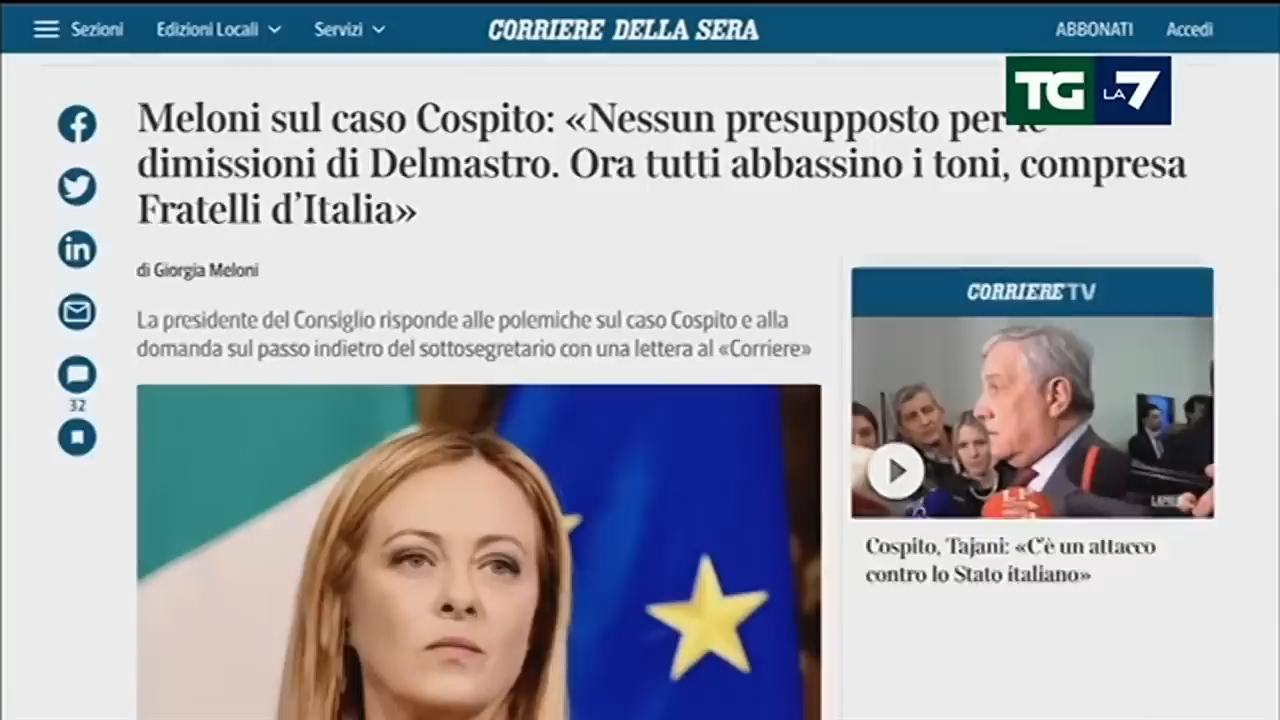 Sezioni
Edizioni Locali
Servizi
CORRIERE DELLA SERA
ABBONATI
Accedi
TG LA 7
Meloni sul caso Cospito: «Nessun presupposto per le
dimissioni di Delmastro. Ora tutti abbassino i toni, compresa
Fratelli d'Italia»
di Giorgia Meloni
La presidente del Consiglio risponde alle polemiche sul caso Cospito e alla
domanda sul passo indietro del sottosegretario con una lettera al «Corriere»
32
CORRIERE TV
Cospito, Tajani: «C'è un attacco
contro lo Stato italiano»